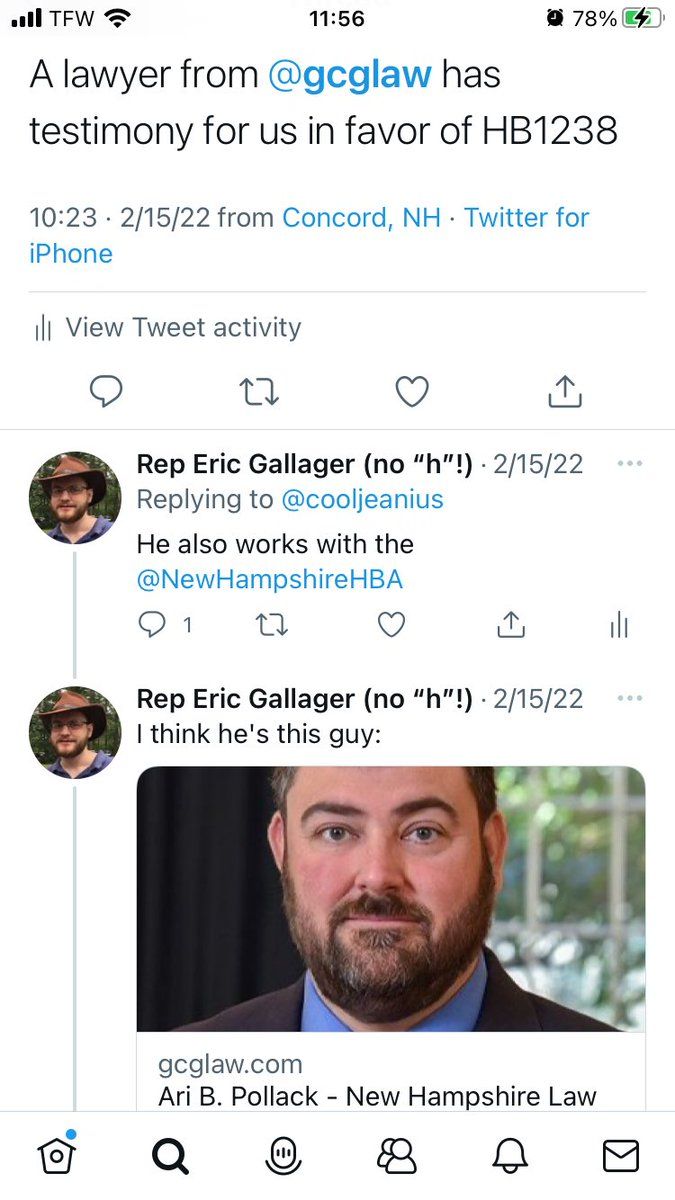 TFW 11:56 78%
A lawyer from @gcglaw has
testimony for us in favor of HB1238
10:23 · 2/15/22 from Concord, NH · Twitter for
iPhone
View Tweet activity
Rep Eric Gallager (no “h”!) · 2/15/22
Replying to @cooljeanius
He also works with the
@NewHampshireHBA
1
Rep Eric Gallager (no “h”!) · 2/15/22
I think he's this guy:
gcglaw.com
Ari B. Pollack - New Hampshire Law